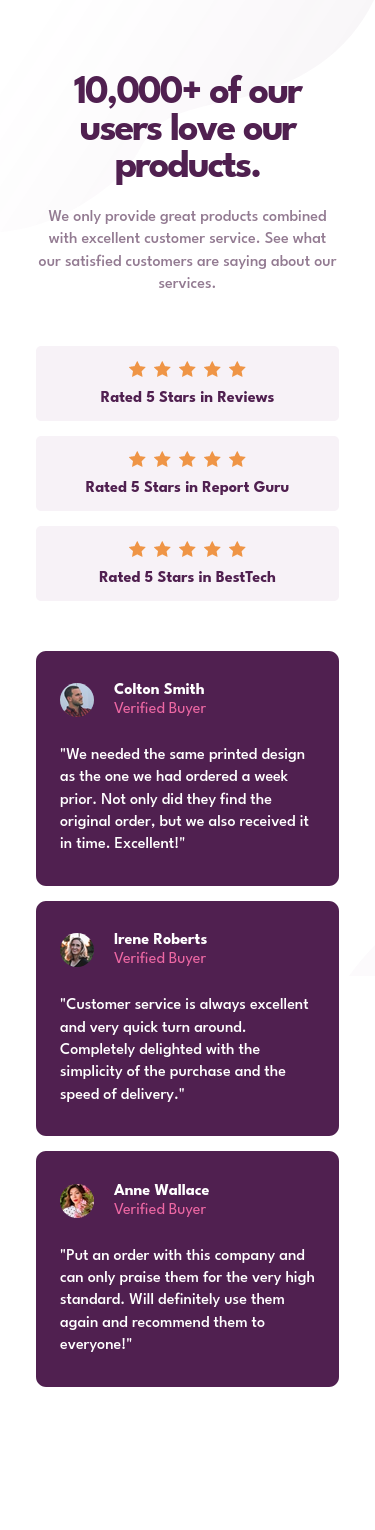 10,000+ of our
users love our
products.
We only provide great products combined
with excellent customer service. See what
our satisfied customers are saying about our
services.
Rated 5 Stars in Reviews
Rated 5 Stars in Report Guru
Rated 5 Stars in BestTech
Colton Smith
Verified Buyer
"We needed the same printed design
as the one we had ordered a week
prior. Not only did they find the
original order, but we also received it
in time. Excellent!"
Irene Roberts
Verified Buyer
"Customer service is always excellent
and very quick turn around.
Completely delighted with the
simplicity of the purchase and the
speed of delivery."
Anne Wallace
Verified Buyer
"Put an order with this company and
can only praise them for the very high
standard. Will definitely use them
again and recommend them to
everyone!"